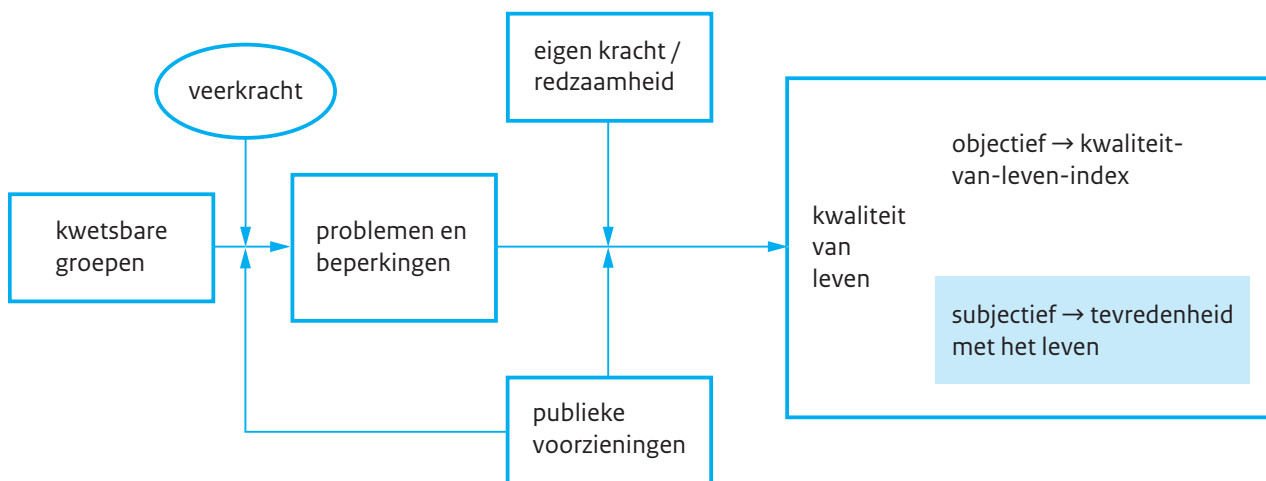 eigen kracht /
redzaamheid
veerkracht
objectief → kwaliteit-
van-leven-index
kwetsbare
groepen
problemen en
beperkingen
kwaliteit
van
leven
subjectief → tevredenheid
met het leven
publieke
voorzieningen